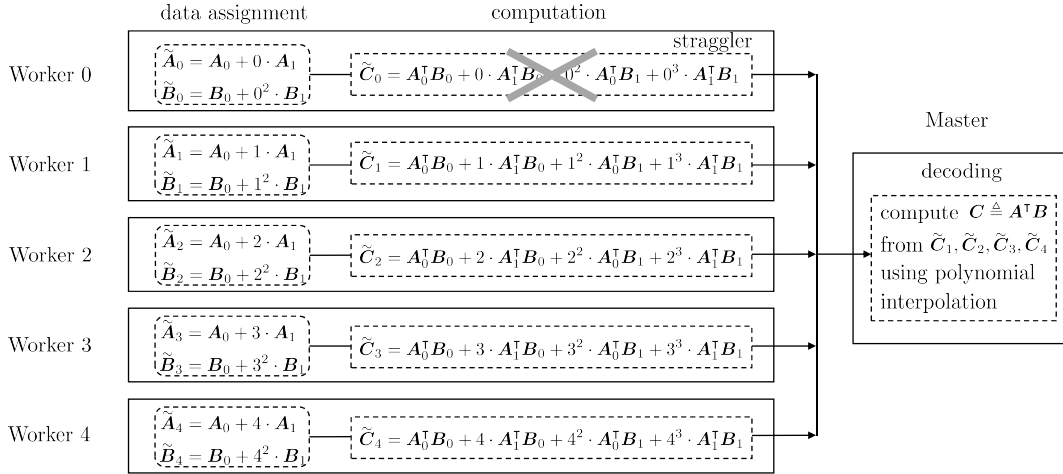 data assignment computation
straggler
Worker 0
Ã₀ = A₀ + 0 · A₁
B̃₀ = B₀ + 0² · B₁
C̃₀ = A₀ᵀB₀ + 0 · A₁ᵀB₀ + 0² · A₀ᵀB₁ + 0³ · A₁ᵀB₁
Worker 1
Ã₁ = A₀ + 1 · A₁
B̃₁ = B₀ + 1² · B₁
C̃₁ = A₀ᵀB₀ + 1 · A₁ᵀB₀ + 1² · A₀ᵀB₁ + 1³ · A₁ᵀB₁
Worker 2
Ã₂ = A₀ + 2 · A₁
B̃₂ = B₀ + 2² · B₁
C̃₂ = A₀ᵀB₀ + 2 · A₁ᵀB₀ + 2² · A₀ᵀB₁ + 2³ · A₁ᵀB₁
Worker 3
Ã₃ = A₀ + 3 · A₁
B̃₃ = B₀ + 3² · B₁
C̃₃ = A₀ᵀB₀ + 3 · A₁ᵀB₀ + 3² · A₀ᵀB₁ + 3³ · A₁ᵀB₁
Worker 4
Ã₄ = A₀ + 4 · A₁
B̃₄ = B₀ + 4² · B₁
C̃₄ = A₀ᵀB₀ + 4 · A₁ᵀB₀ + 4² · A₀ᵀB₁ + 4³ · A₁ᵀB₁
Master
decoding
compute C ≜ AᵀB
from C̃₁, C̃₂, C̃₃, C̃₄
using polynomial
interpolation